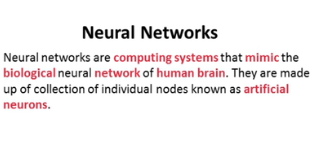 Neural Networks
Neural networks are computing systems that mimic the
biological neural network of human brain. They are made
up of collection of individual nodes known as artificial
neurons.